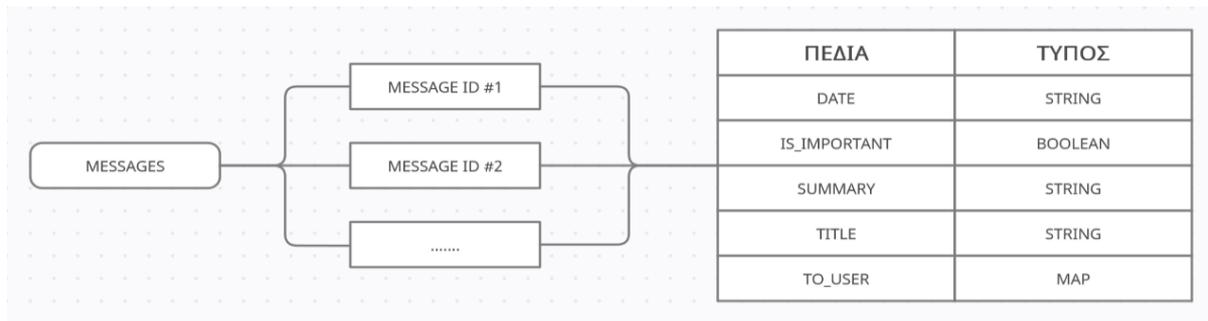 MESSAGES
MESSAGE ID #1
MESSAGE ID #2
.......
ΠΕΔΙΑ ΤΥΠΟΣ
DATE STRING
IS_IMPORTANT BOOLEAN
SUMMARY STRING
TITLE STRING
TO_USER MAP